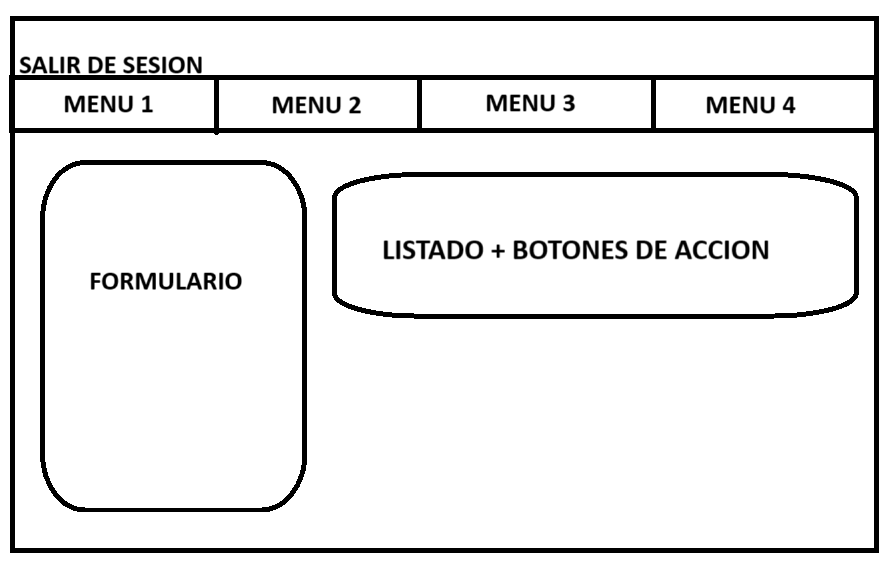 SALIR DE SESION
MENU 1 MENU 2 MENU 3 MENU 4
FORMULARIO
LISTADO + BOTONES DE ACCION